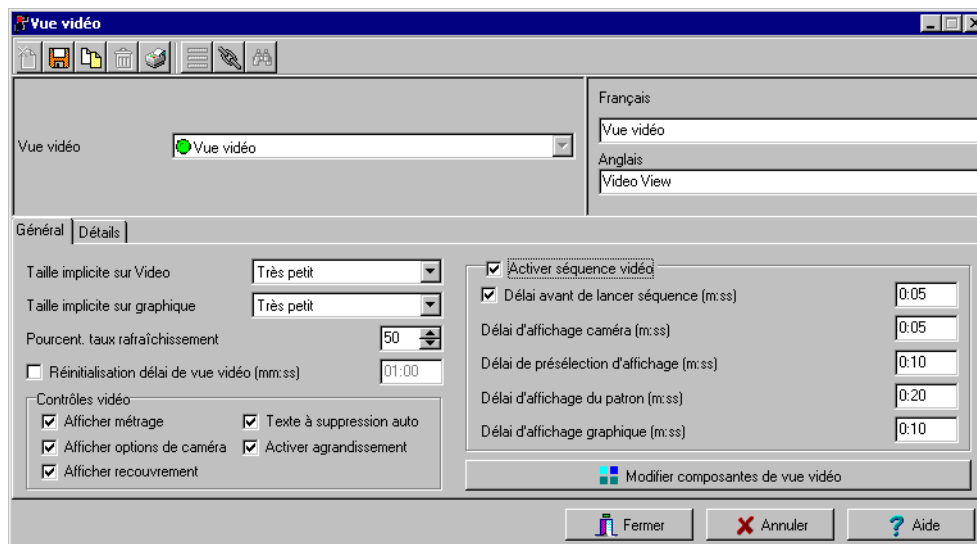 Vue vidéo
Français
Vue vidéo
Vue vidéo
Vue vidéo
Anglais
Video View
Général
Détails
Taille implicite sur Video
Très petit
Taille implicite sur graphique
Très petit
Pourcent. taux rafraîchissement
50
Réinitialisation délai de vue vidéo (mm:ss)
01:00
Contrôles vidéo
Afficher métrage
Texte à suppression auto
Afficher options de caméra
Activer agrandissement
Afficher recouvrement
Activer séquence vidéo
Délai avant de lancer séquence (m:ss)
0:05
Délai d'affichage caméra (m:ss)
0:05
Délai de présélection d'affichage (m:ss)
0:10
Délai d'affichage du patron (m:ss)
0:20
Délai d'affichage graphique (m:ss)
0:10
Modifier composantes de vue vidéo
Fermer
Annuler
Aide